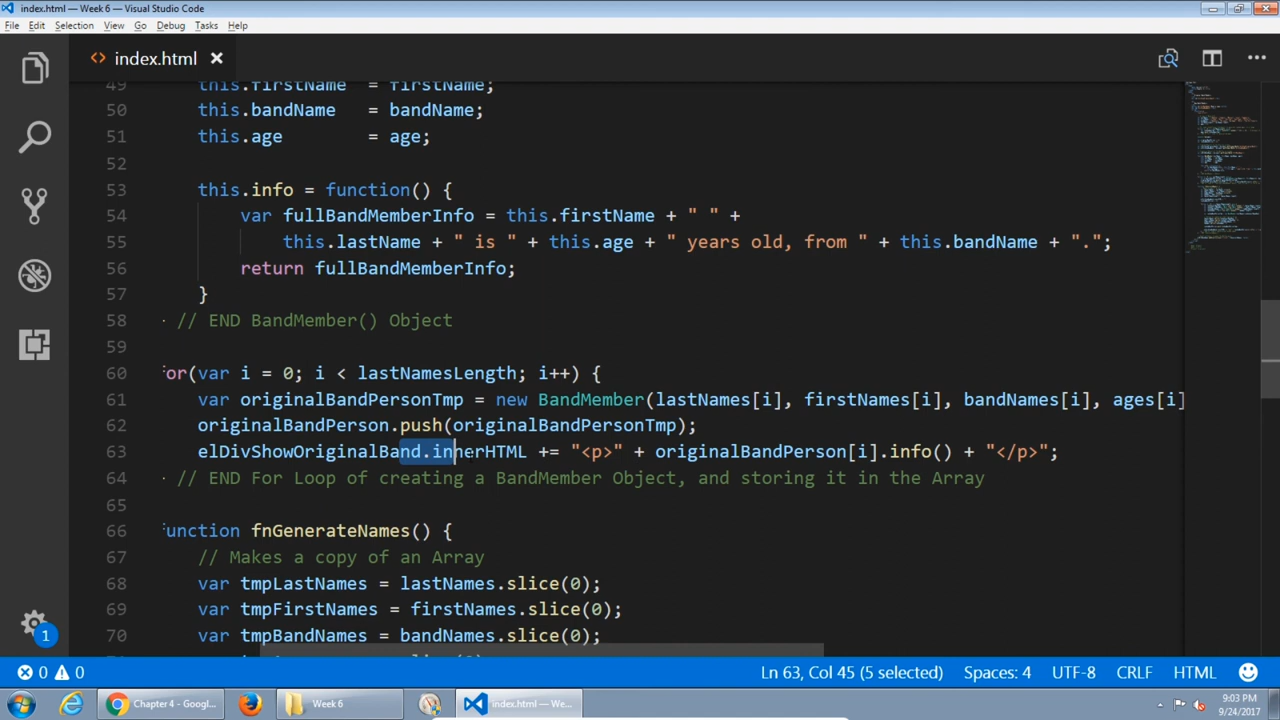 index.html — Week 6 — Visual Studio Code
File Edit Selection View Go Debug Tasks Help
index.html ×
49 this.firstName = firstName;
50 this.bandName = bandName;
51 this.age = age;
52
53 this.info = function() {
54 var fullBandMemberInfo = this.firstName + " " +
55 this.lastName + " is " + this.age + " years old, from " + this.bandName + ".";
56 return fullBandMemberInfo;
57 }
58 // END BandMember() Object
59
60 for(var i = 0; i < lastNamesLength; i++) {
61 var originalBandPersonTmp = new BandMember(lastNames[i], firstNames[i], bandNames[i], ages[i]
62 originalBandPerson.push(originalBandPersonTmp);
63 elDivShowOriginalBand.innerHTML += "<p>" + originalBandPerson[i].info() + "</p>";
64 // END For Loop of creating a BandMember Object, and storing it in the Array
65
66 function fnGenerateNames() {
67 // Makes a copy of an Array
68 var tmpLastNames = lastNames.slice(0);
69 var tmpFirstNames = firstNames.slice(0);
70 var tmpBandNames = bandNames.slice(0);
1
0 0 Ln 63, Col 45 (5 selected) Spaces: 4 UTF-8 CRLF HTML
Chapter 4 - Googl... Week 6 index.html — We... 9:03 PM
9/24/2017